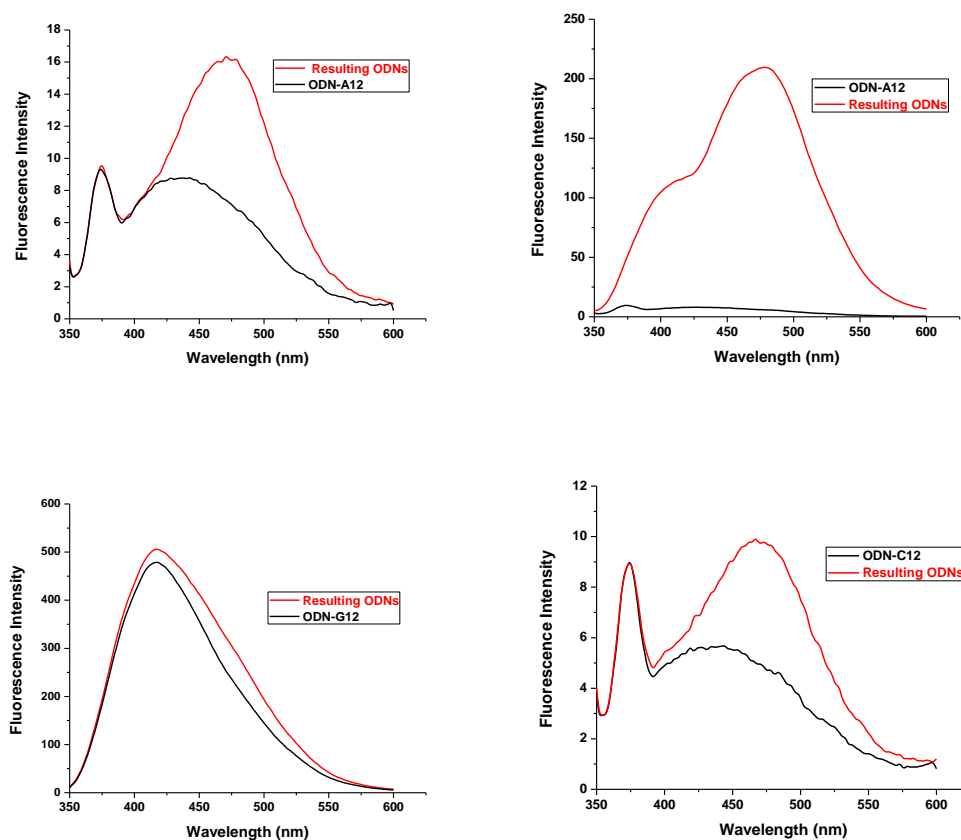 18
16
14
12
10
8
6
4
2
0
350 400 450 500 550 600
Fluorescence Intensity
Wavelength (nm)
Resulting ODNs
ODN-A12
250
200
150
100
50
0
350 400 450 500 550 600
Fluorescence Intensity
Wavelength (nm)
ODN-A12
Resulting ODNs
600
500
400
300
200
100
0
350 400 450 500 550 600
Fluorescence Intensity
Wavelength (nm)
Resulting ODNs
ODN-G12
12
10
8
6
4
2
0
350 400 450 500 550 600
Fluorescence Intensity
Wavelength (nm)
ODN-C12
Resulting ODNs